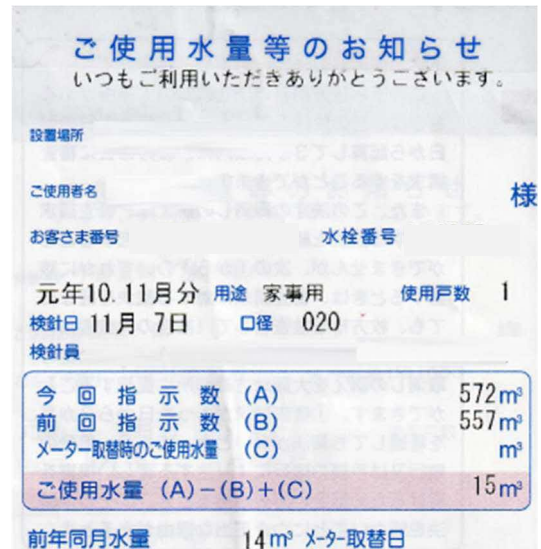 ご使用水量等のお知らせ
いつもご利用いただきありがとうございます。
設置場所
ご使用者名 様
お客さま番号 水栓番号
元年10.11月分 用途 家事用 使用戸数 1
検針日 11月 7日 口径 020
検針員
今回指示数 (A) 572m³
前回指示数 (B) 557m³
メーター取替時のご使用水量 (C) m³
ご使用水量 (A)-(B)+(C) 15m³
前年同月水量 14m³ メータ取替日